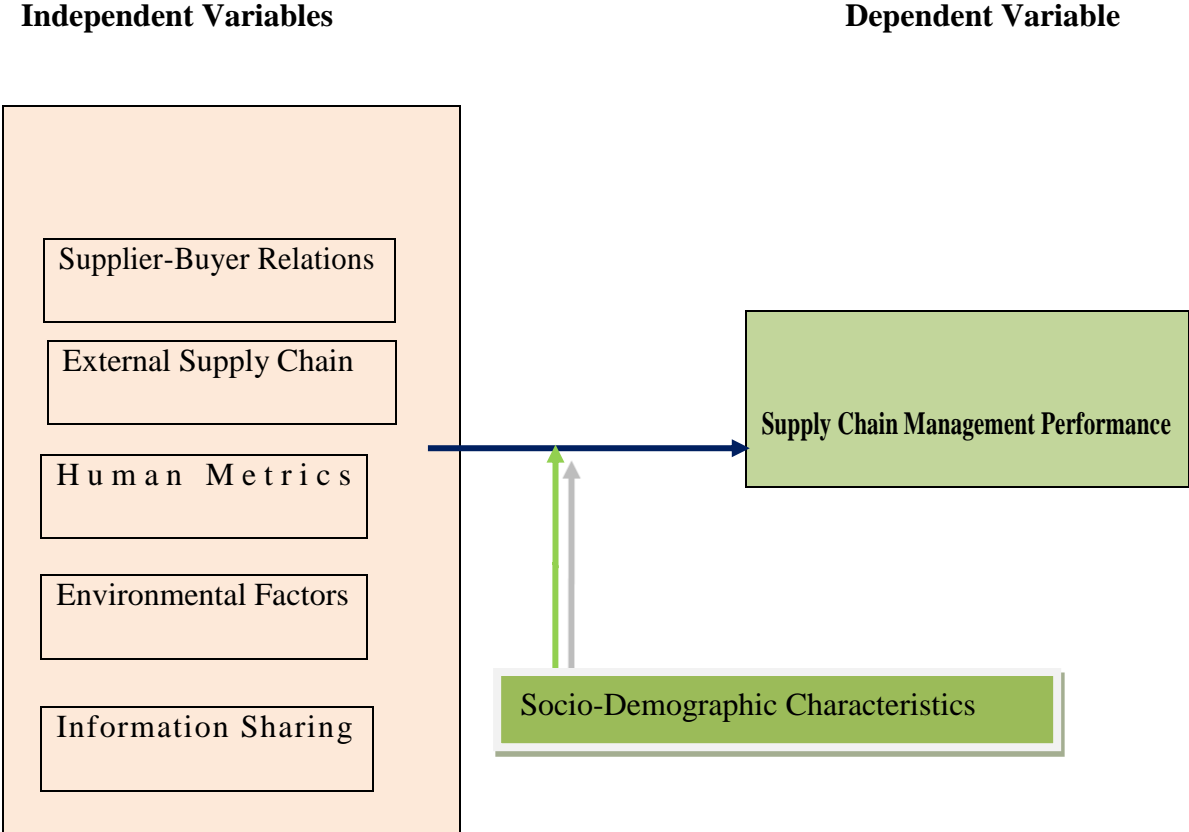 Independent Variables
Dependent Variable
Supplier-Buyer Relations
External Supply Chain
Human Metrics
Environmental Factors
Information Sharing
Supply Chain Management Performance
Socio-Demographic Characteristics